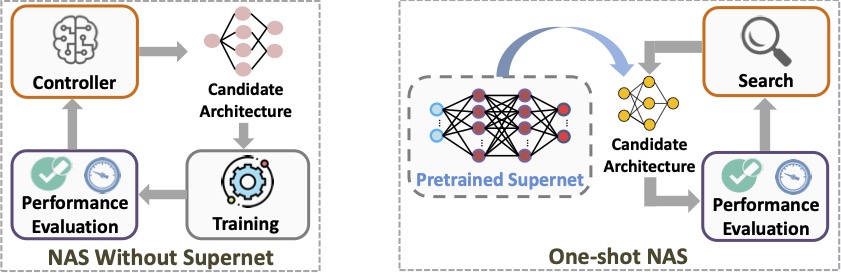 Controller
Candidate
Architecture
Performance
Evaluation
Training
NAS Without Supernet
Pretrained Supernet
Candidate
Architecture
Search
Performance
Evaluation
One-shot NAS